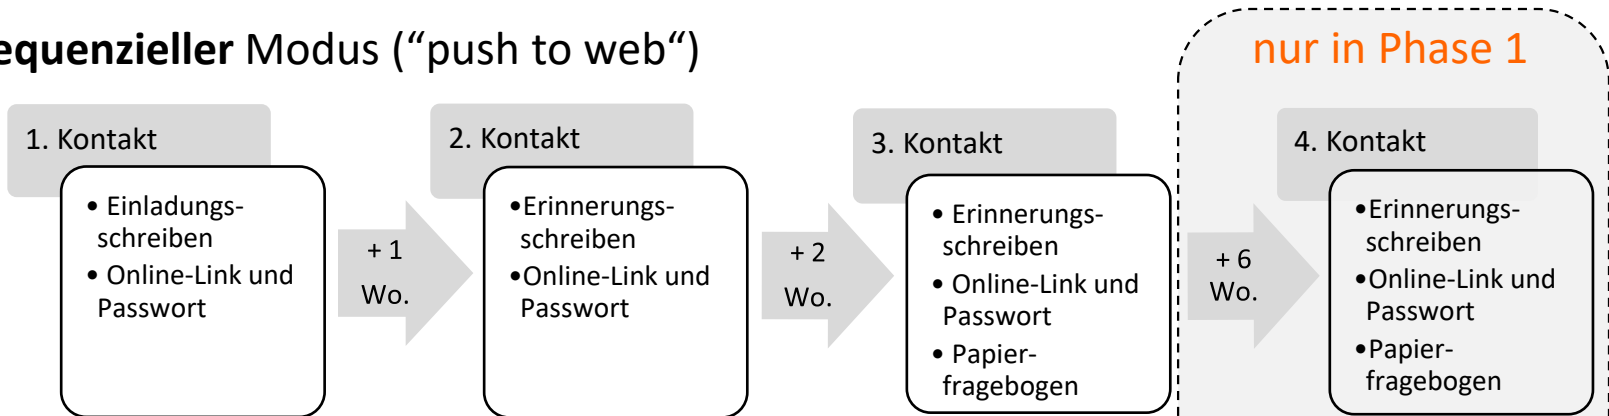 equenzieller Modus (“push to web“)
nur in Phase 1
1. Kontakt
• Einladungs-
schreiben
• Online-Link und
Passwort
+ 1
Wo.
2. Kontakt
•Erinnerungs-
schreiben
•Online-Link und
Passwort
+ 2
Wo.
3. Kontakt
• Erinnerungs-
schreiben
• Online-Link und
Passwort
• Papier-
fragebogen
+ 6
Wo.
4. Kontakt
•Erinnerungs-
schreiben
•Online-Link und
Passwort
•Papier-
fragebogen